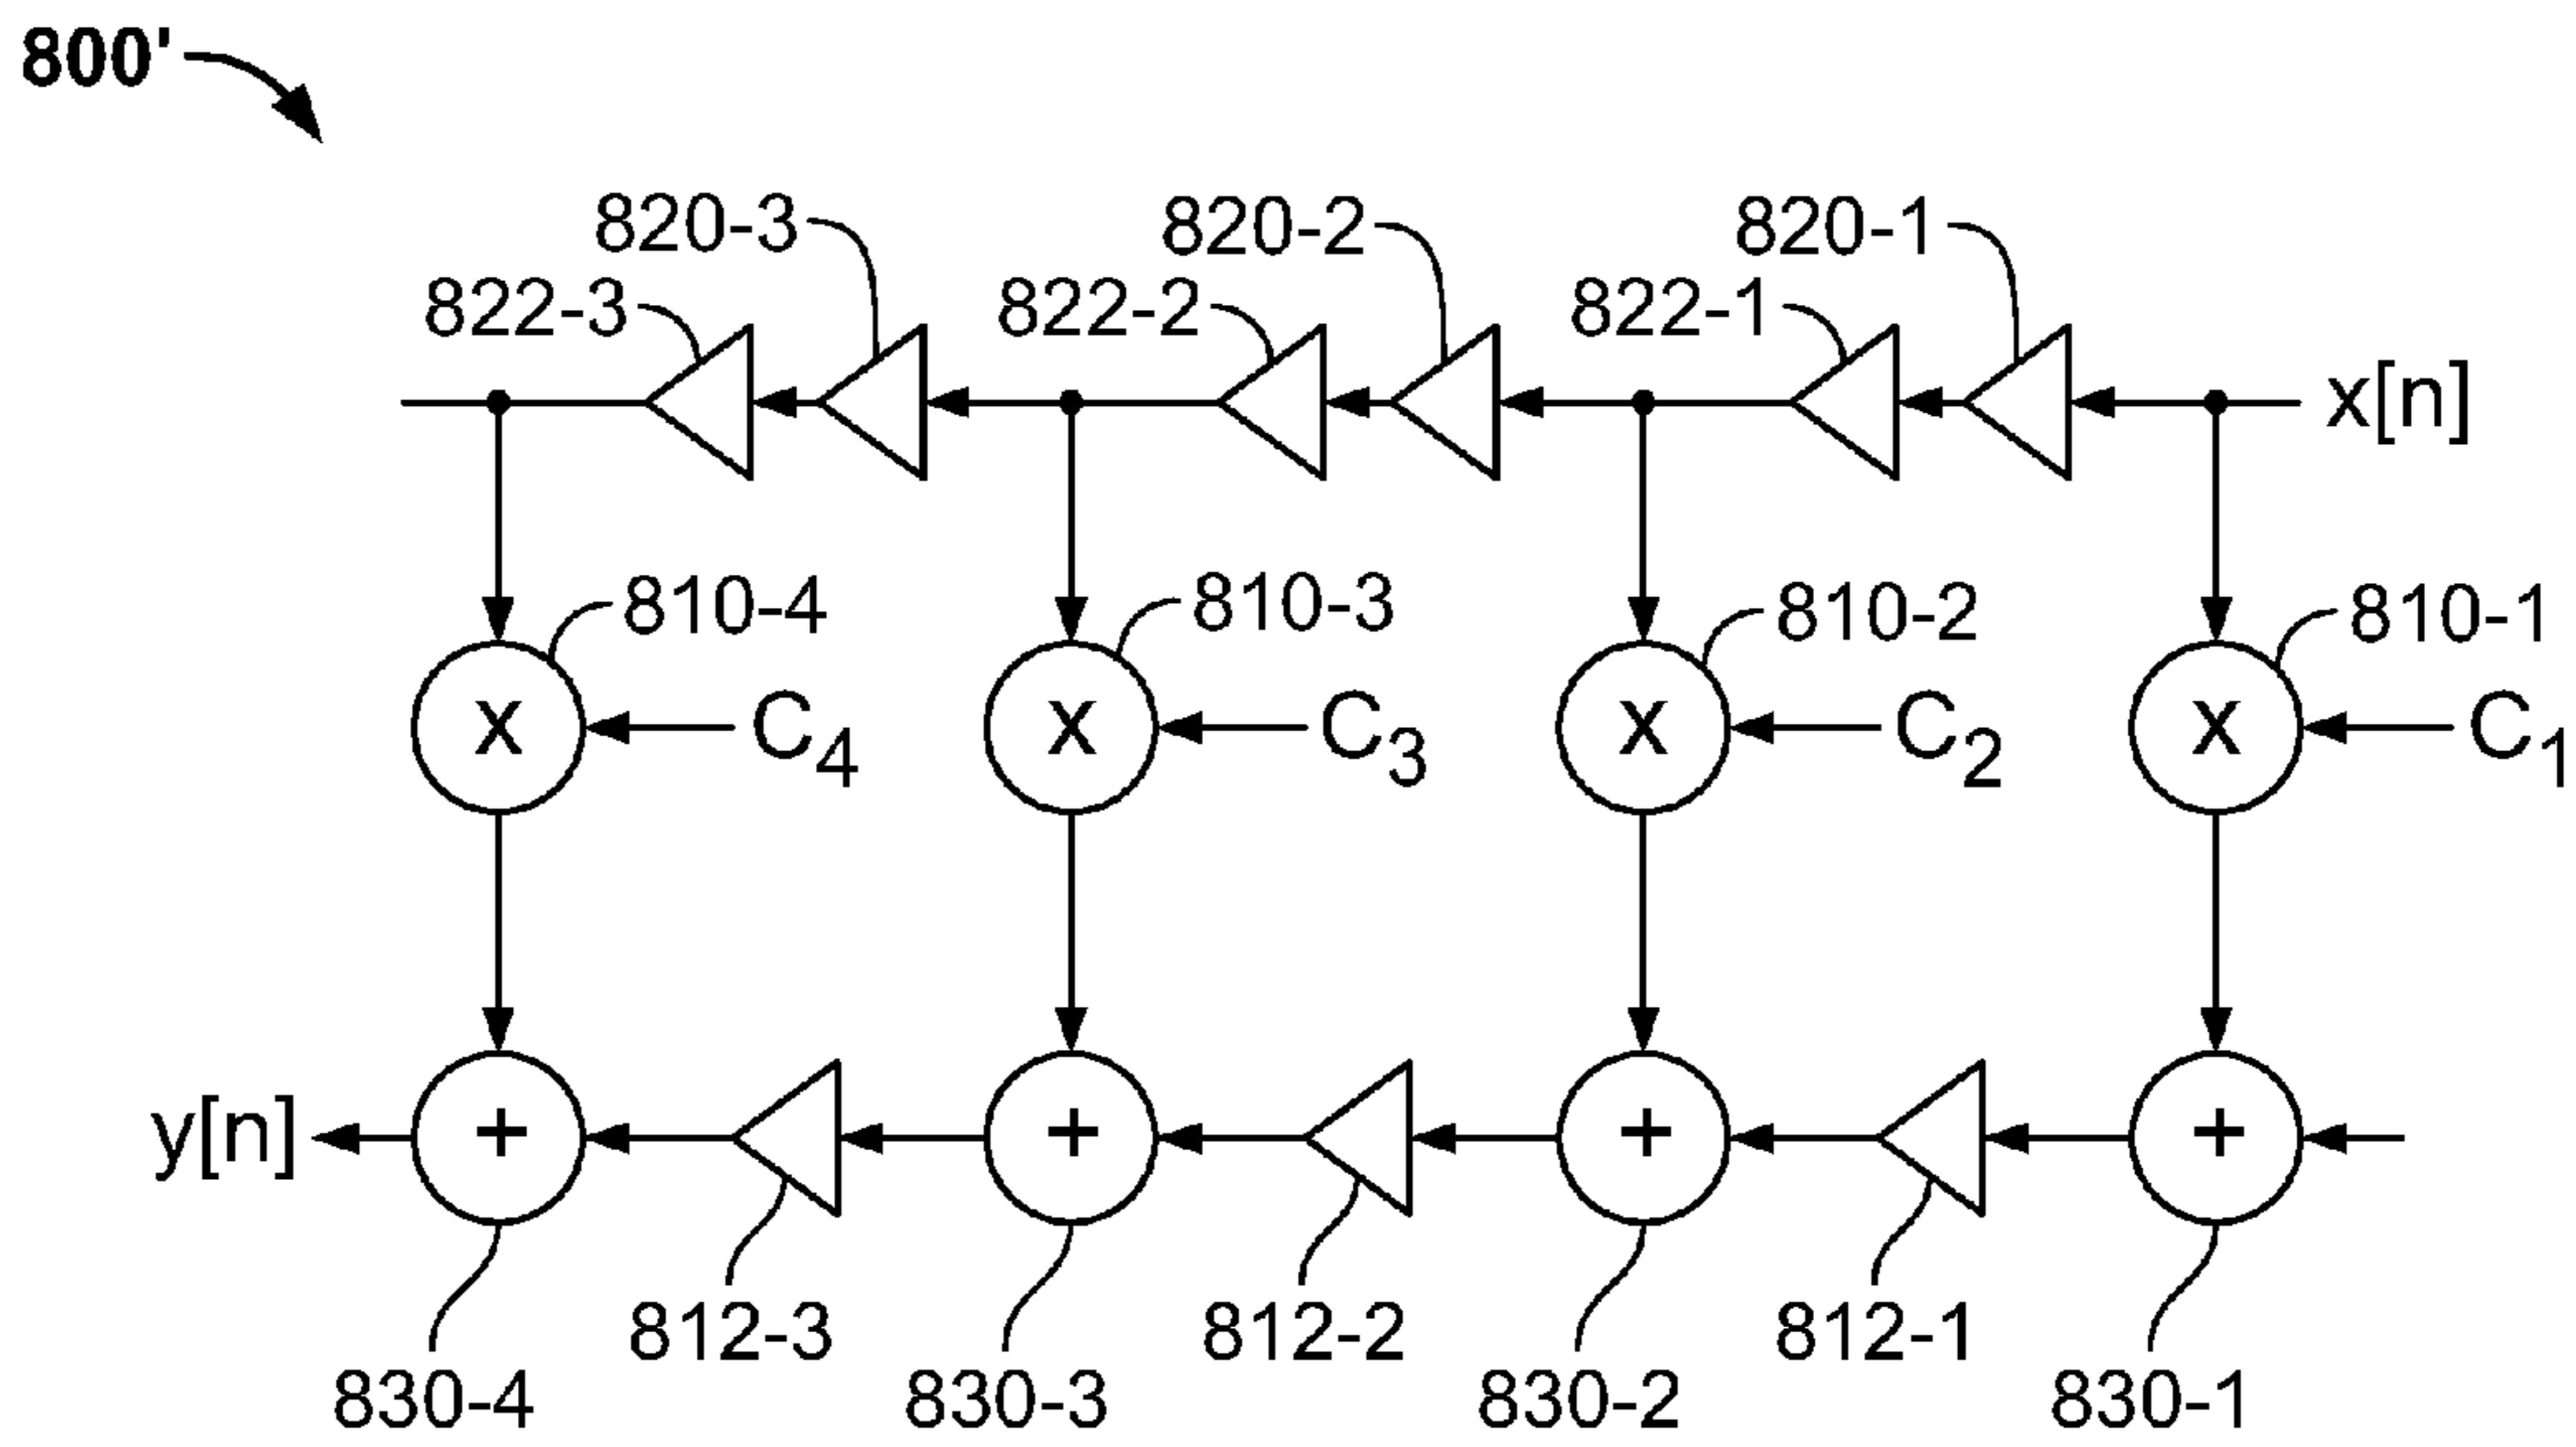 800'
820-3 820-2 820-1
822-3 822-2 822-1
x[n]
810-4 810-3 810-2 810-1
x C4 x C3 x C2 x C1
y[n] + + + +
812-3 812-2 812-1
830-4 830-3 830-2 830-1